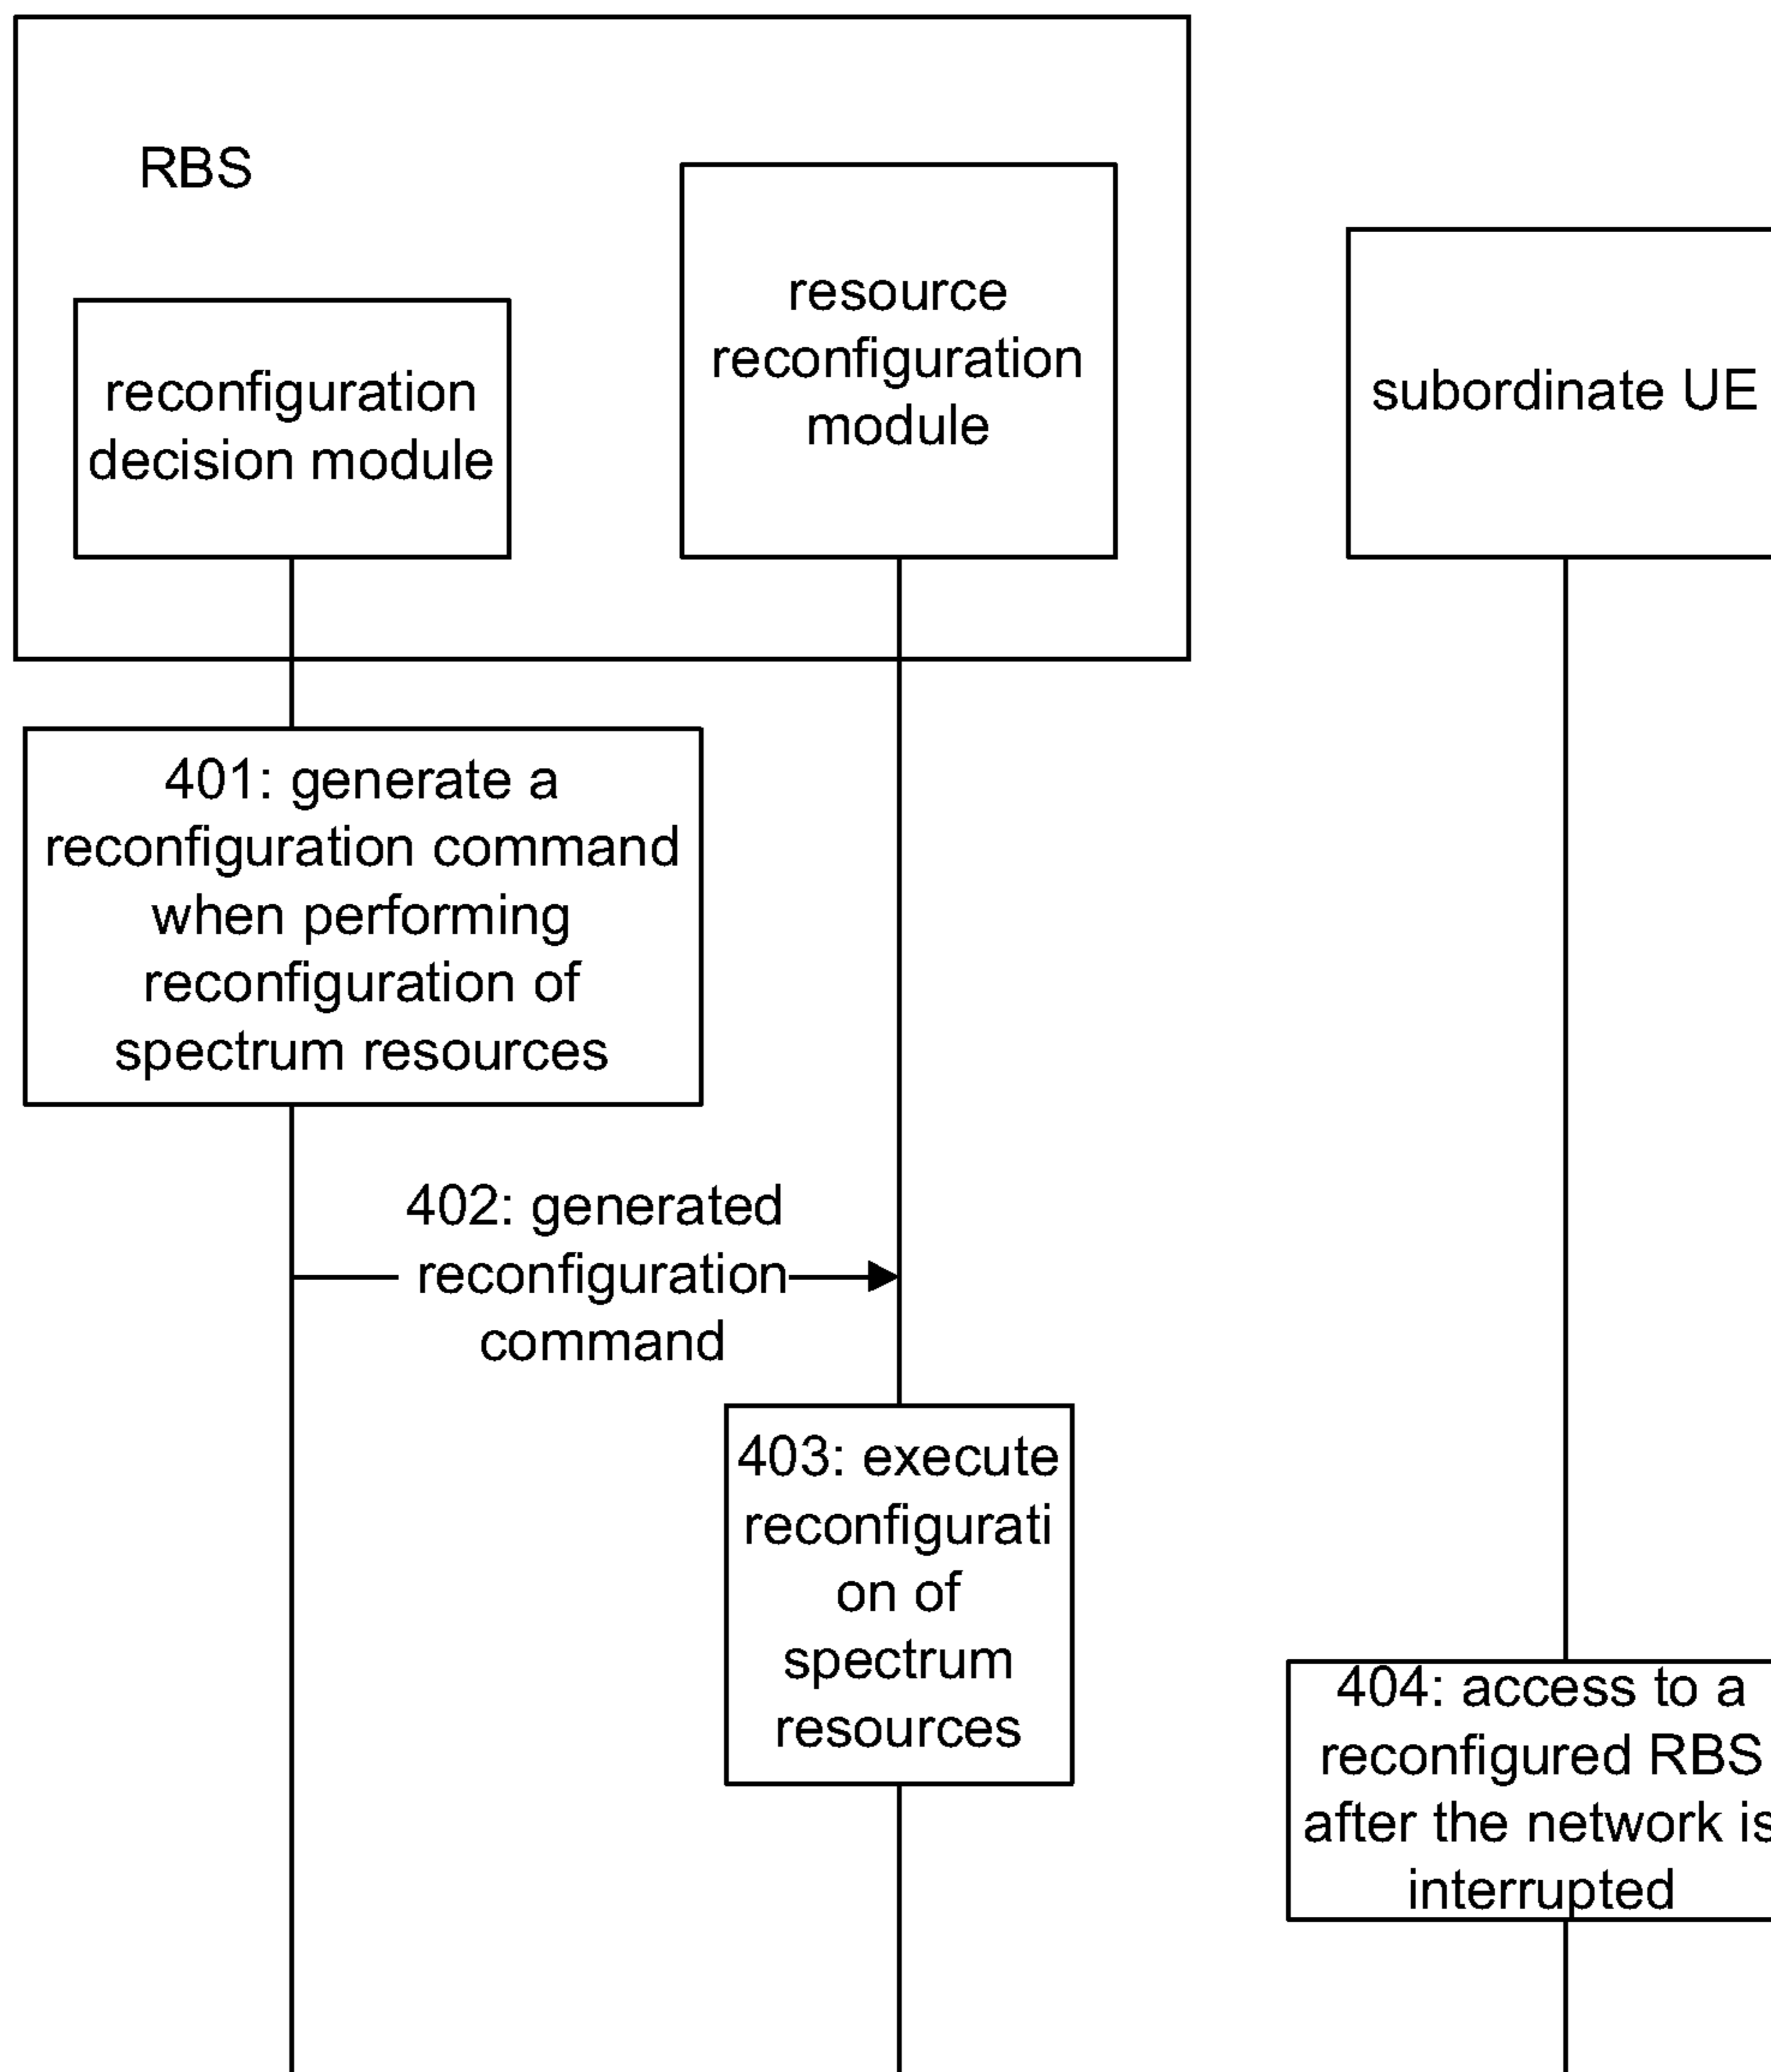 RBS
reconfiguration
decision module
resource
reconfiguration
module
subordinate UE
401: generate a
reconfiguration command
when performing
reconfiguration of
spectrum resources
402: generated
reconfiguration
command
403: execute
reconfigurati
on of
spectrum
resources
404: access to a
reconfigured RBS
after the network is
interrupted